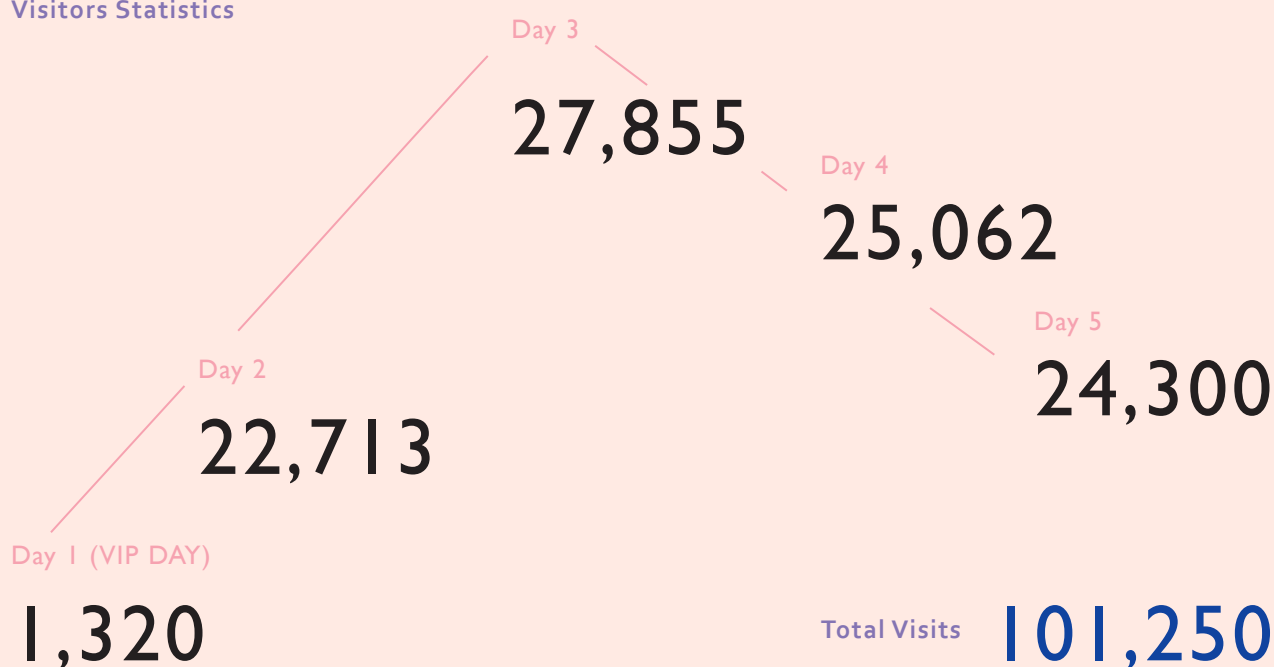 Visitors Statistics
Day 1 (VIP DAY)
1,320
Day 2
22,713
Day 3
27,855
Day 4
25,062
Day 5
24,300
Total Visits 101,250